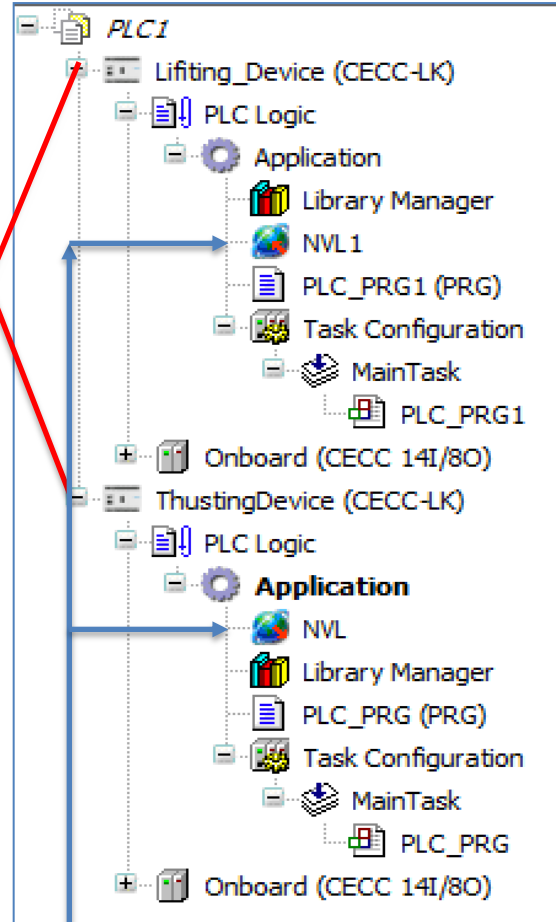 PLC1
Lifiting_Device (CECC-LK)
PLC Logic
Application
Library Manager
NVL1
PLC_PRG1 (PRG)
Task Configuration
MainTask
PLC_PRG1
Onboard (CECC 14I/8O)
ThustingDevice (CECC-LK)
PLC Logic
Application
NVL
Library Manager
PLC_PRG (PRG)
Task Configuration
MainTask
PLC_PRG
Onboard (CECC 14I/8O)